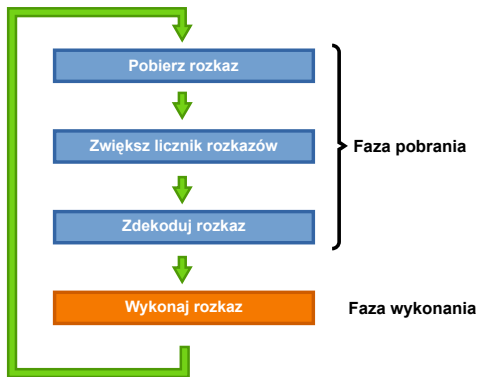 Pobierz rozkaz
Zwiększ licznik rozkazów
Faza pobrania
Zdekoduj rozkaz
Wykonaj rozkaz
Faza wykonania